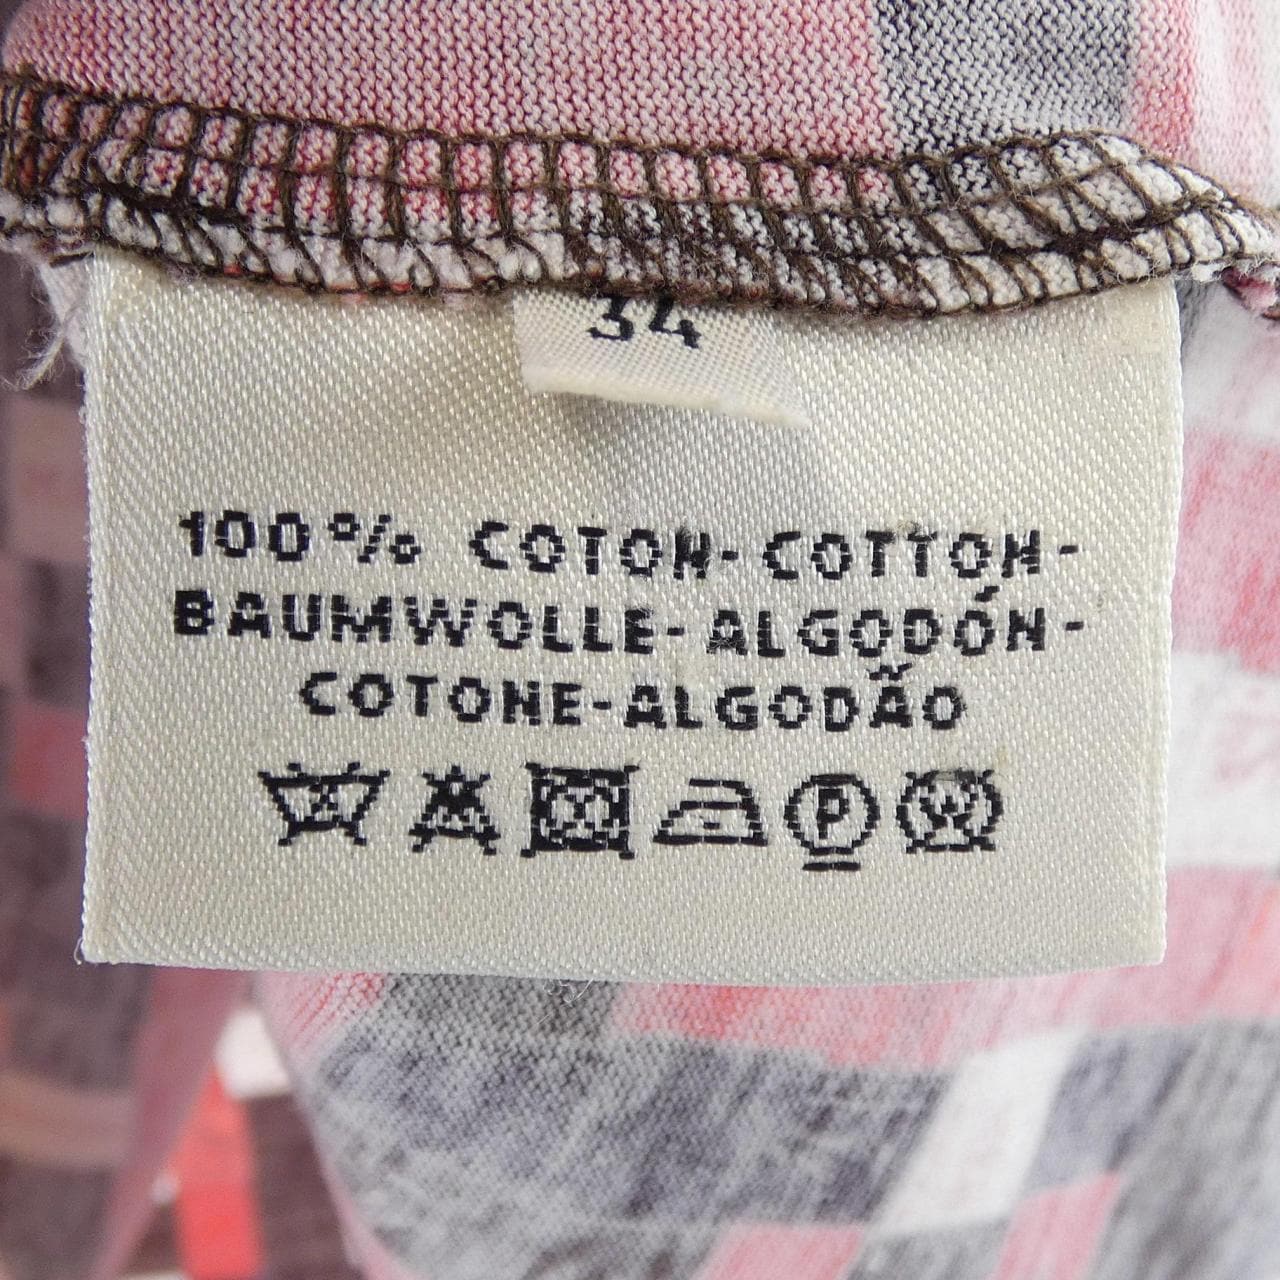 34
100% COTON-COTTON-
BAUMWOLLE-ALGODÓN-
COTONE-ALGODÃO
P W